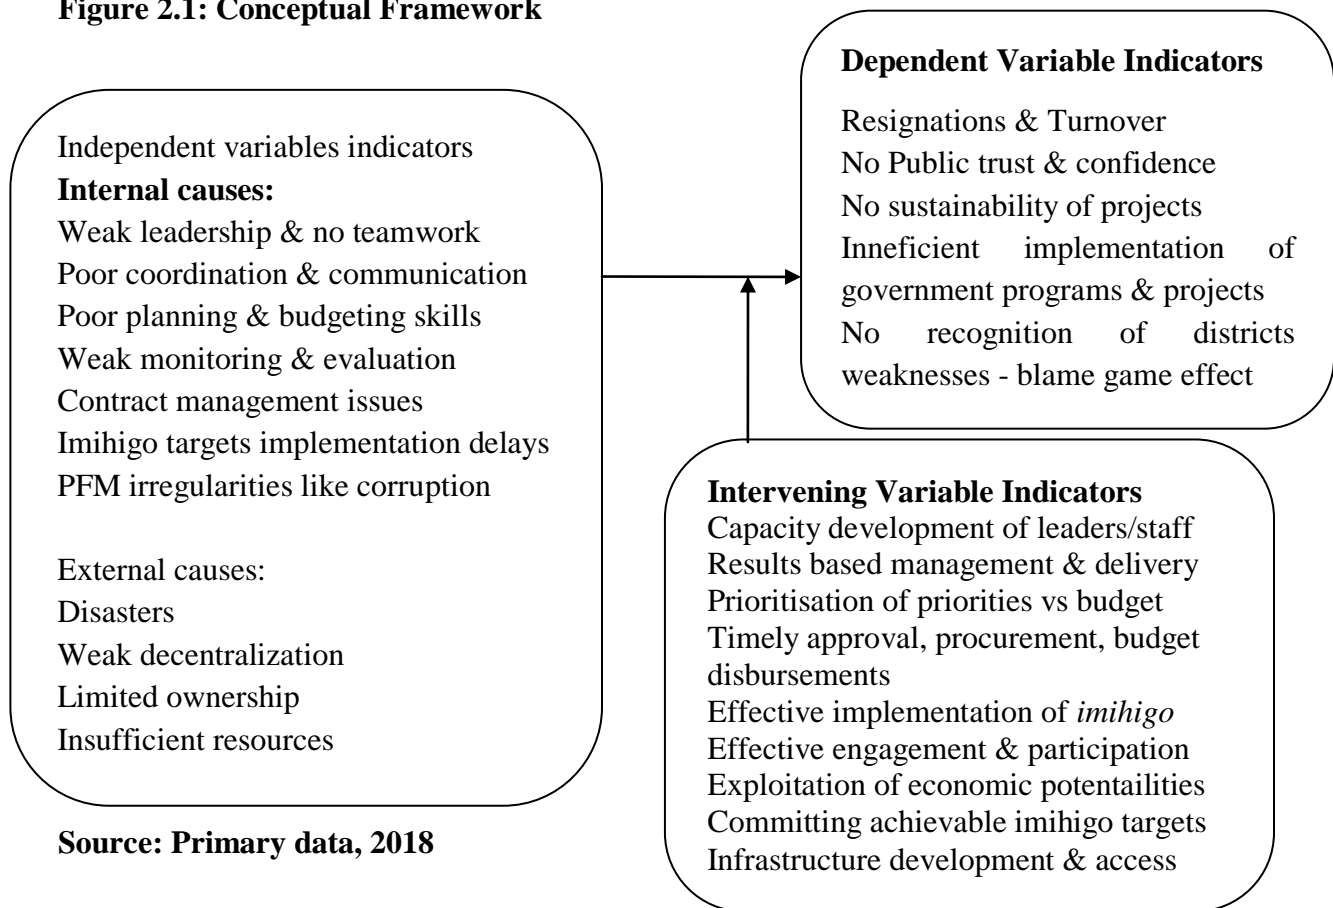 Figure 2.1: Conceptual Framework
Independent variables indicators
Internal causes:
Weak leadership & no teamwork
Poor coordination & communication
Poor planning & budgeting skills
Weak monitoring & evaluation
Contract management issues
Imihigo targets implementation delays
PFM irregularities like corruption
External causes:
Disasters
Weak decentralization
Limited ownership
Insufficient resources
Dependent Variable Indicators
Resignations & Turnover
No Public trust & confidence
No sustainability of projects
Inneficient implementation of
government programs & projects
No recognition of districts
weaknesses - blame game effect
Intervening Variable Indicators
Capacity development of leaders/staff
Results based management & delivery
Prioritisation of priorities vs budget
Timely approval, procurement, budget
disbursements
Effective implementation of imihigo
Effective engagement & participation
Exploitation of economic potentailities
Committing achievable imihigo targets
Infrastructure development & access
Source: Primary data, 2018